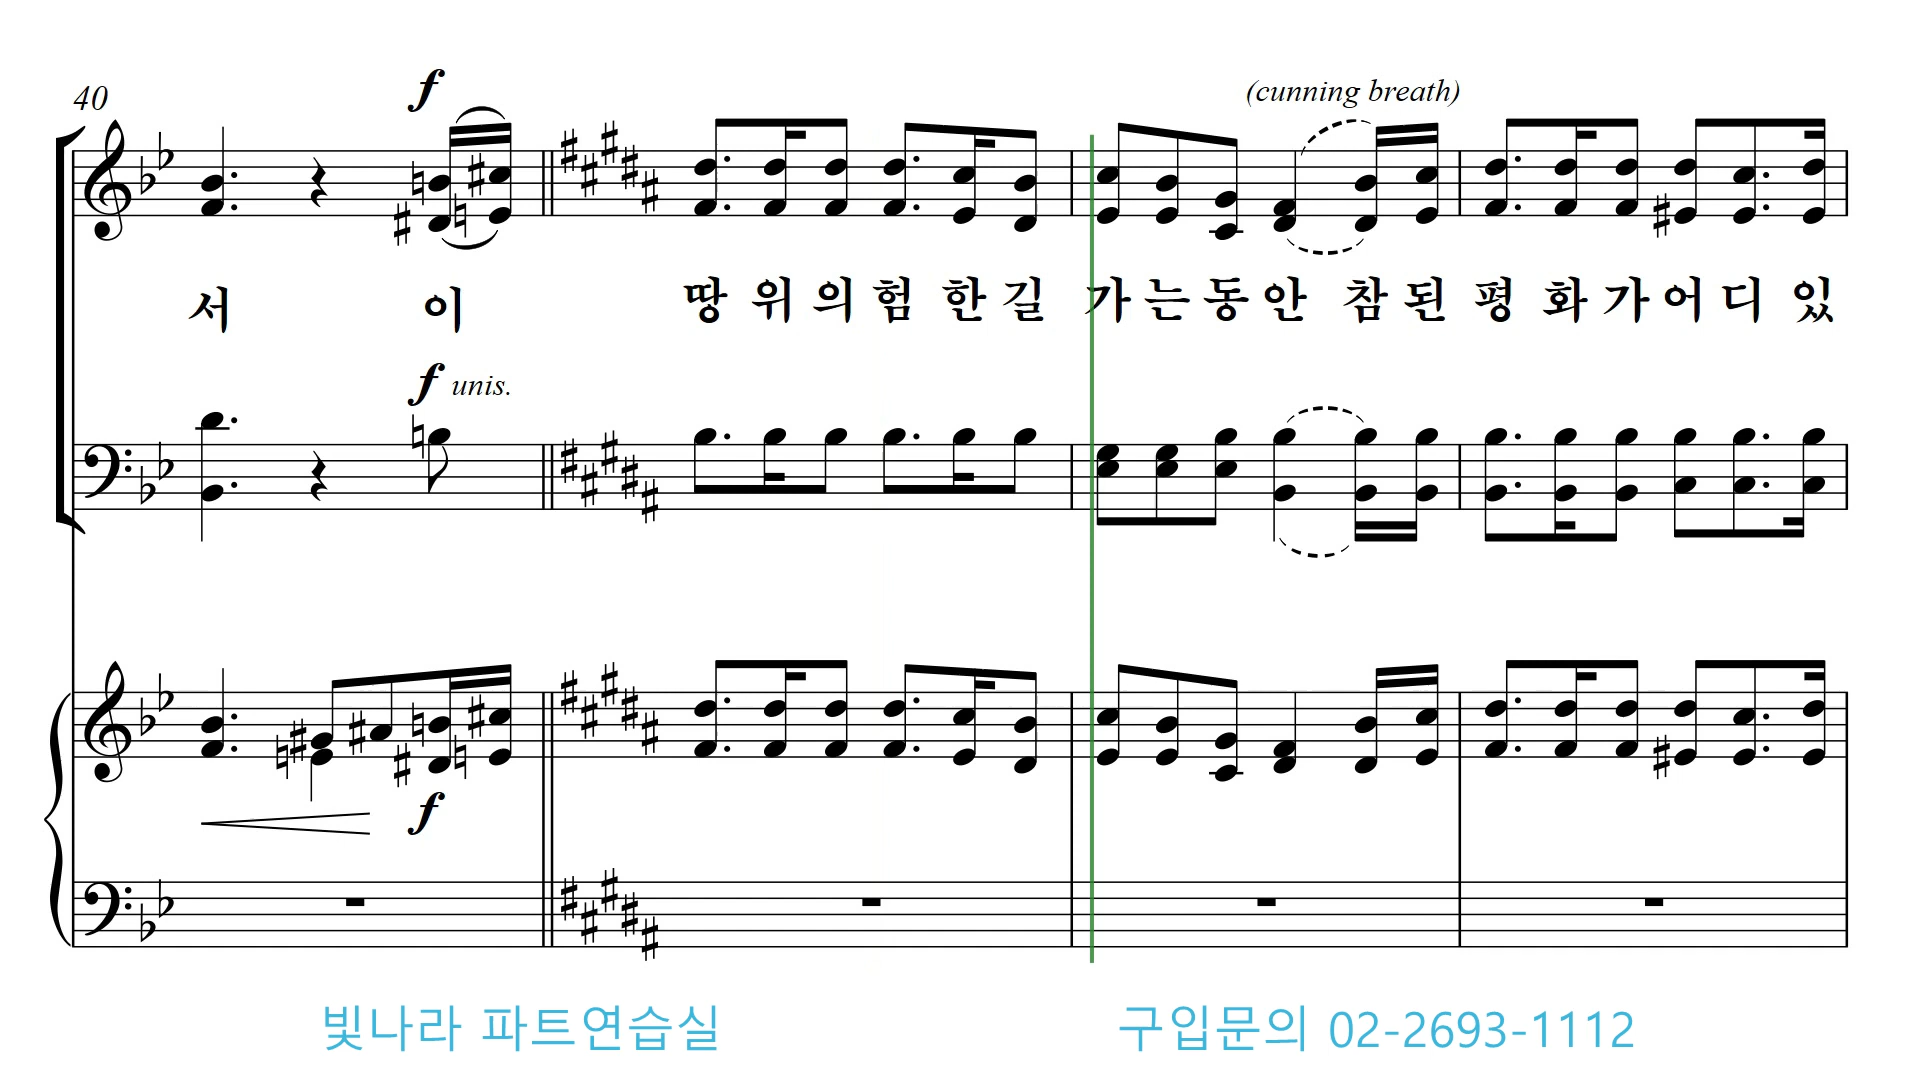 40
f
(cunning breath)
서 이 땅 위 의 험 한 길 가 는 동 안 참 된 평 화 가 어 디 있
f unis.
f
빛나라 파트연습실 구입문의 02-2693-1112